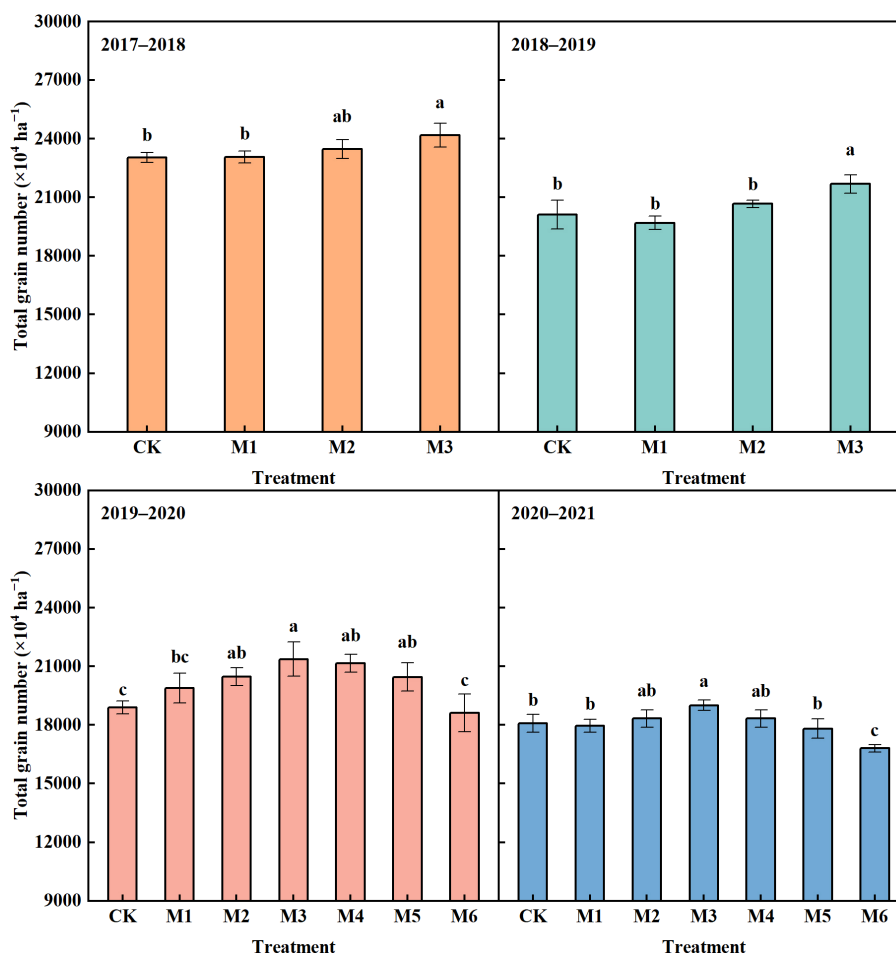 30000
27000
24000
21000
18000
15000
12000
9000
Total grain number (×10⁴ ha⁻¹)
2017–2018
b b ab a
CK M1 M2 M3
Treatment
2018–2019
b b b a
CK M1 M2 M3
Treatment
30000
27000
24000
21000
18000
15000
12000
9000
Total grain number (×10⁴ ha⁻¹)
2019–2020
c bc ab a ab ab c
CK M1 M2 M3 M4 M5 M6
Treatment
2020–2021
b b ab a ab b c
CK M1 M2 M3 M4 M5 M6
Treatment